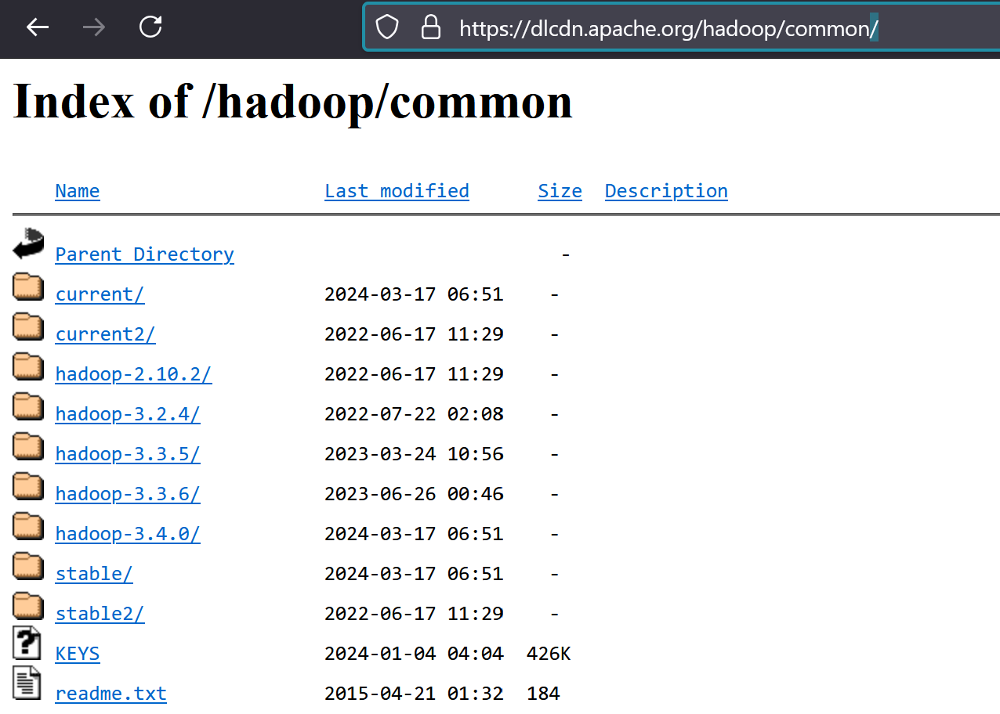 https://dlcdn.apache.org/hadoop/common/
Index of /hadoop/common
Name Last modified Size Description
Parent Directory -
current/ 2024-03-17 06:51 -
current2/ 2022-06-17 11:29 -
hadoop-2.10.2/ 2022-06-17 11:29 -
hadoop-3.2.4/ 2022-07-22 02:08 -
hadoop-3.3.5/ 2023-03-24 10:56 -
hadoop-3.3.6/ 2023-06-26 00:46 -
hadoop-3.4.0/ 2024-03-17 06:51 -
stable/ 2024-03-17 06:51 -
stable2/ 2022-06-17 11:29 -
KEYS 2024-01-04 04:04 426K
readme.txt 2015-04-21 01:32 184